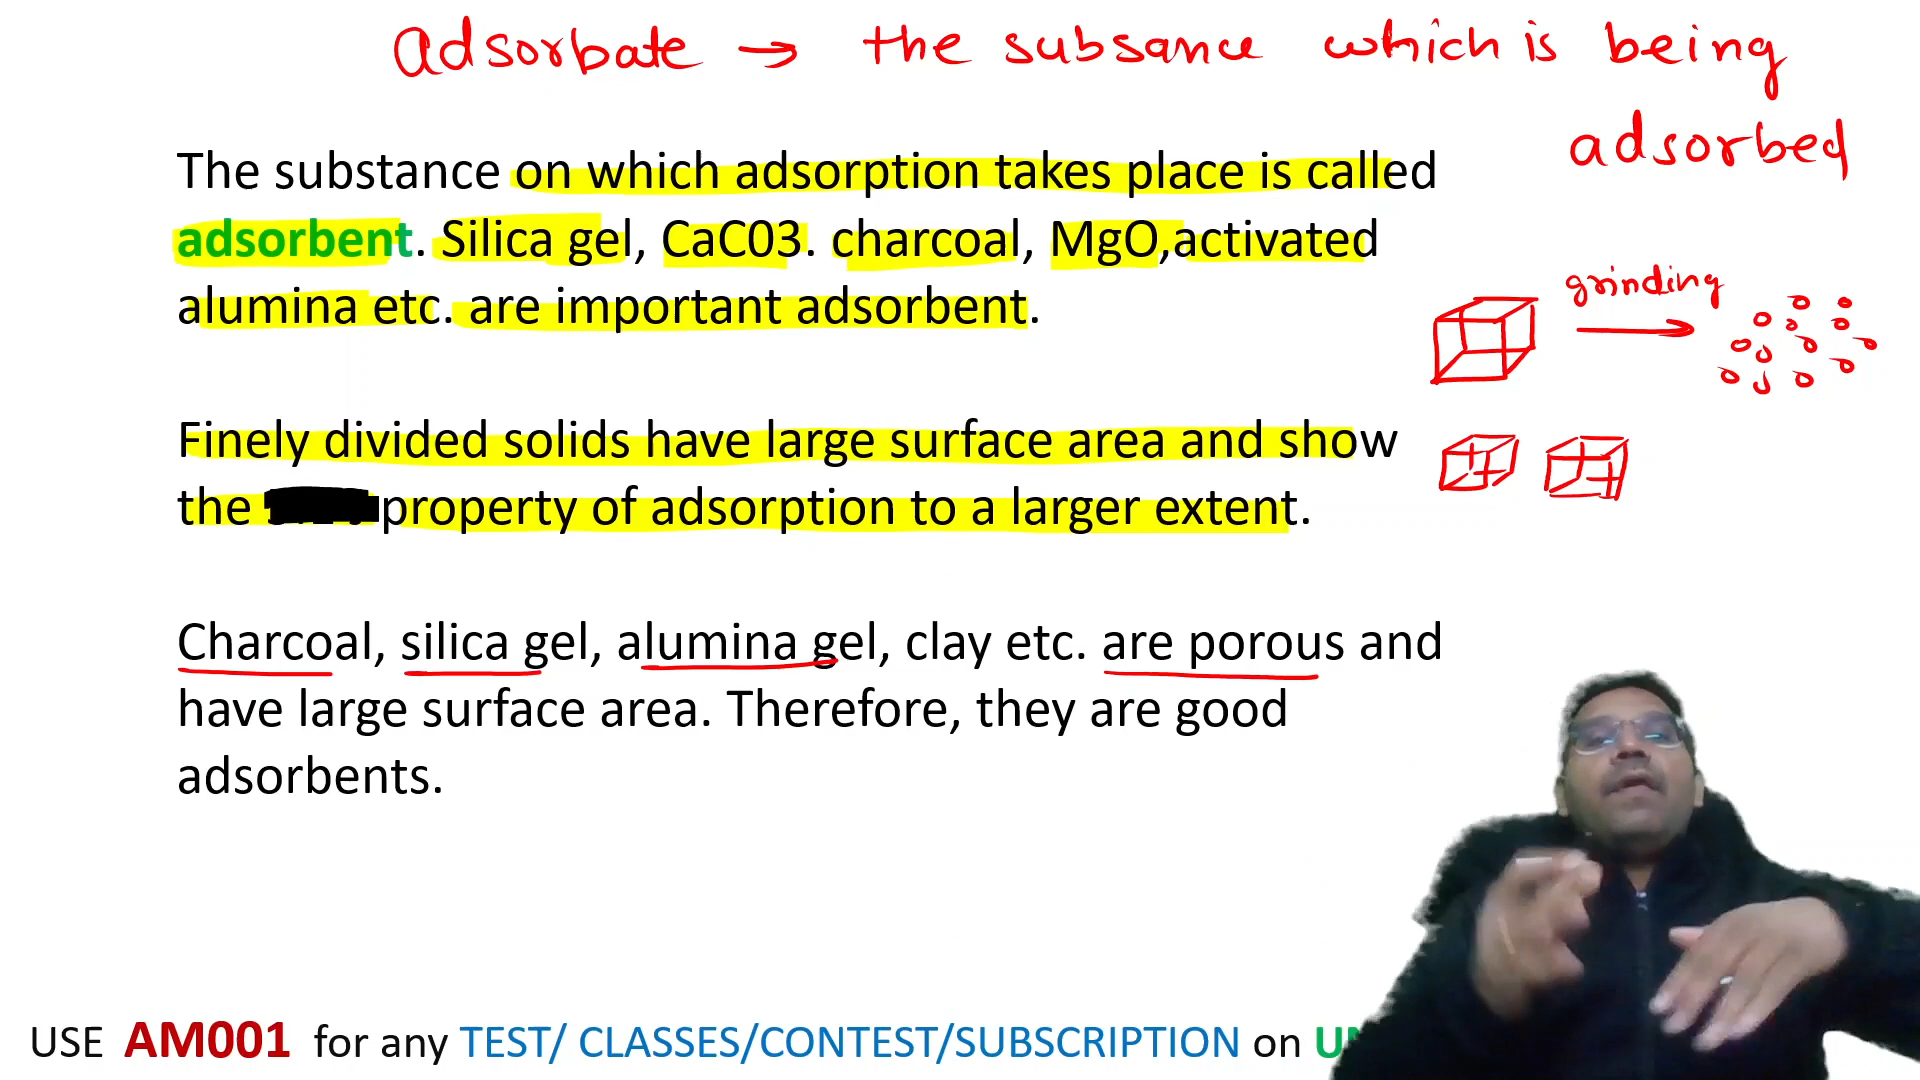 adsorbate → the subsance which is being
adsorbed
The substance on which adsorption takes place is called
adsorbent. Silica gel, CaC03. charcoal, MgO,activated
alumina etc. are important adsorbent.
grinding
Finely divided solids have large surface area and show
the property of adsorption to a larger extent.
Charcoal, silica gel, alumina gel, clay etc. are porous and
have large surface area. Therefore, they are good
adsorbents.
USE AM001 for any TEST/ CLASSES/CONTEST/SUBSCRIPTION on